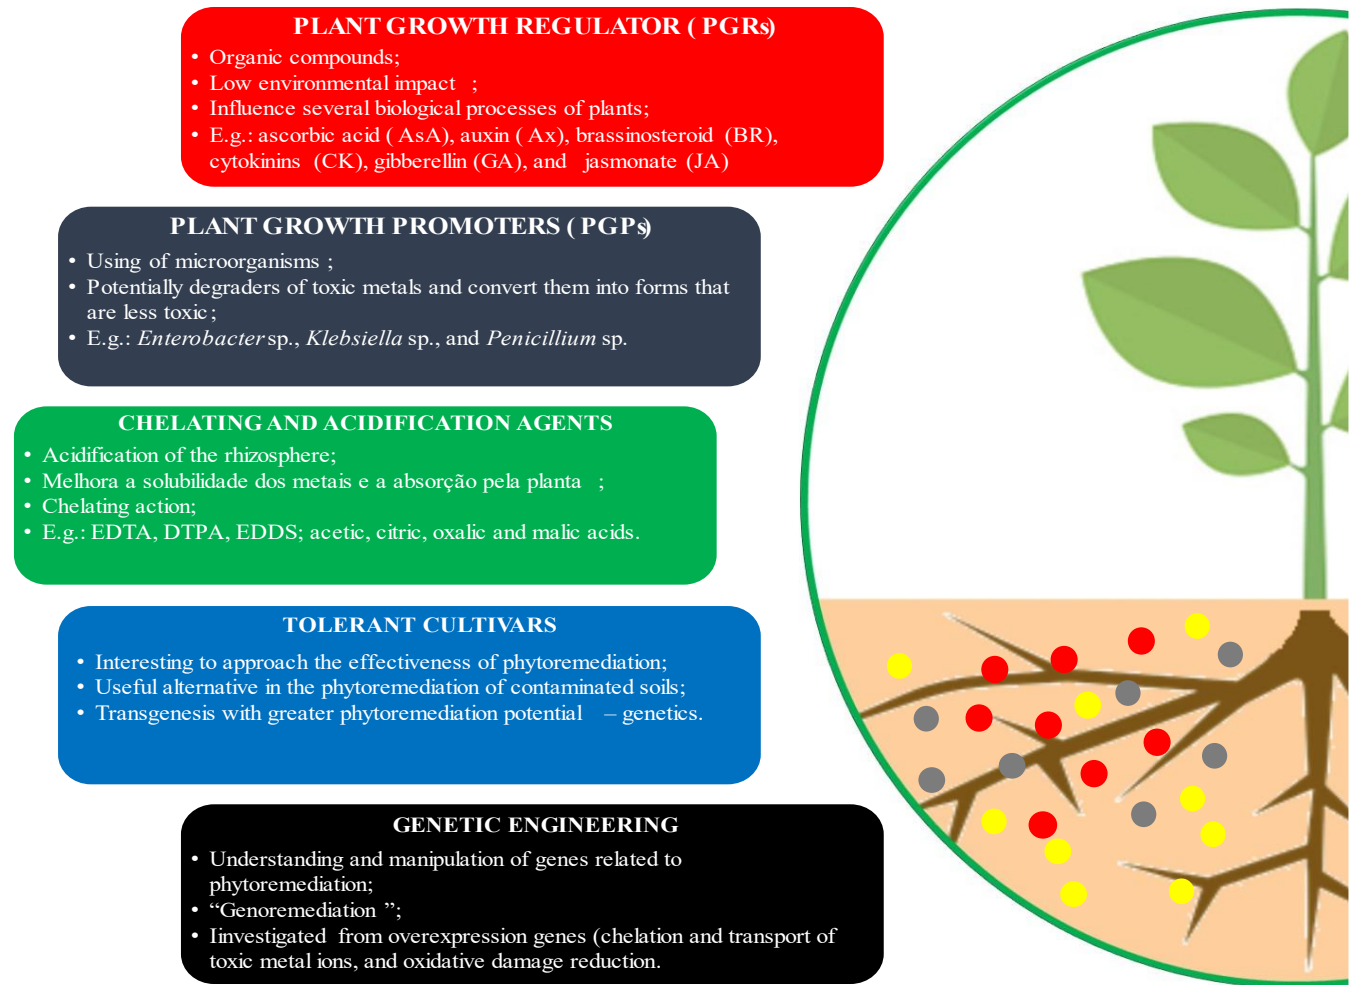 PLANT GROWTH REGULATOR ( PGRs)
• Organic compounds;
• Low environmental impact ;
• Influence several biological processes of plants;
• E.g.: ascorbic acid ( AsA), auxin ( Ax), brassinosteroid (BR),
cytokinins (CK), gibberellin (GA), and jasmonate (JA)
PLANT GROWTH PROMOTERS ( PGPs)
• Using of microorganisms ;
• Potentially degraders of toxic metals and convert them into forms that
are less toxic;
• E.g.: Enterobacter sp., Klebsiella sp., and Penicillium sp.
CHELATING AND ACIDIFICATION AGENTS
• Acidification of the rhizosphere;
• Melhora a solubilidade dos metais e a absorção pela planta ;
• Chelating action;
• E.g.: EDTA, DTPA, EDDS; acetic, citric, oxalic and malic acids.
TOLERANT CULTIVARS
• Interesting to approach the effectiveness of phytoremediation;
• Useful alternative in the phytoremediation of contaminated soils;
• Transgenesis with greater phytoremediation potential – genetics.
GENETIC ENGINEERING
• Understanding and manipulation of genes related to
phytoremediation;
• “Genoremediation ”;
• Iinvestigated from overexpression genes (chelation and transport of
toxic metal ions, and oxidative damage reduction.